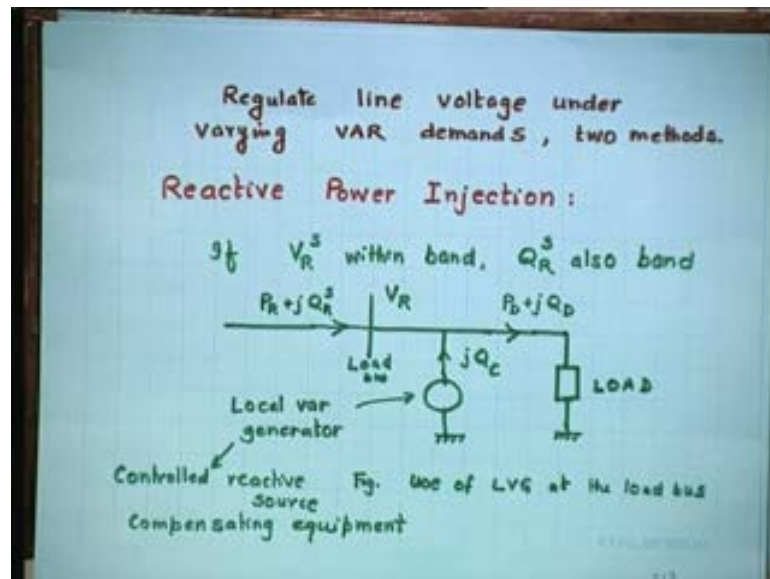 Regulate line voltage under
varying VAR demands, two methods.
Reactive Power Injection :
If V_R^S within band, Q_R^S also band
P_R + j Q_R^S V_R P_D + j Q_D
Load bus jQ_C LOAD
Local var
generator
Controlled reactive Fig. Use of LVG at the load bus
source
Compensating equipment